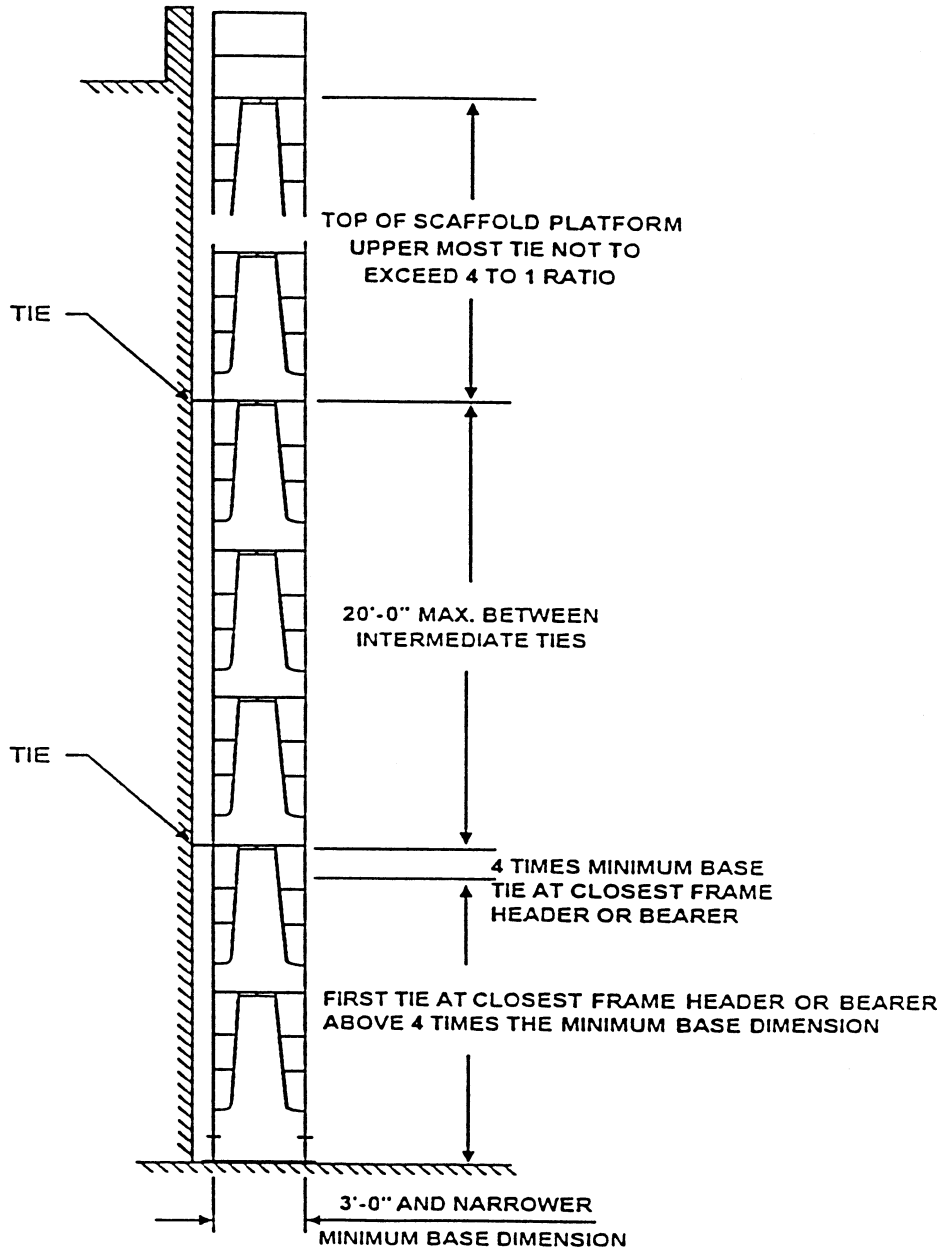 TOP OF SCAFFOLD PLATFORM
UPPER MOST TIE NOT TO
EXCEED 4 TO 1 RATIO
TIE
20'-0" MAX. BETWEEN
INTERMEDIATE TIES
TIE
4 TIMES MINIMUM BASE
TIE AT CLOSEST FRAME
HEADER OR BEARER
FIRST TIE AT CLOSEST FRAME HEADER OR BEARER
ABOVE 4 TIMES THE MINIMUM BASE DIMENSION
3'-0" AND NARROWER
MINIMUM BASE DIMENSION